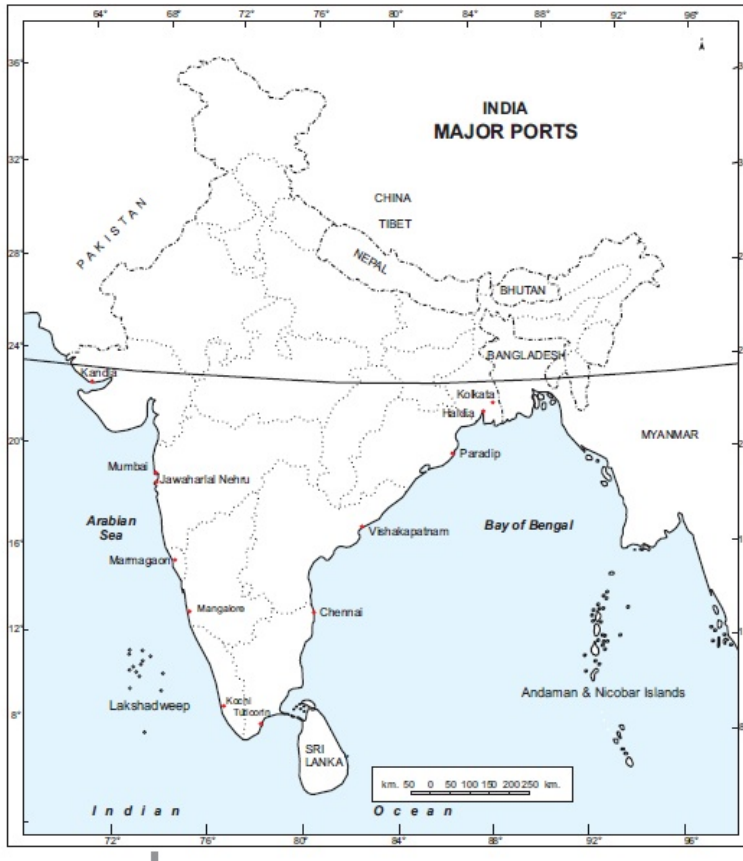 64° 68° 72° 76° 80° 84° 88° 92° 96°
36°
INDIA
MAJOR PORTS
32°
CHINA
TIBET
PAKISTAN
28°
NEPAL
BHUTAN
24°
BANGLADESH
Kandla
Kolkata
Haldia
20°
MYANMAR
Paradip
Mumbai
Jawaharlal Nehru
Arabian
Sea
Bay of Bengal
Vishakapatnam
16°
Marmagaon
Mangalore
Chennai
12°
Andaman & Nicobar Islands
Lakshadweep
Kochi
Tuticorin
8°
SRI
LANKA
km. 50 0 50 100 150 200 250 km.
Indian Ocean
72° 76° 80° 84° 88° 92° 96°